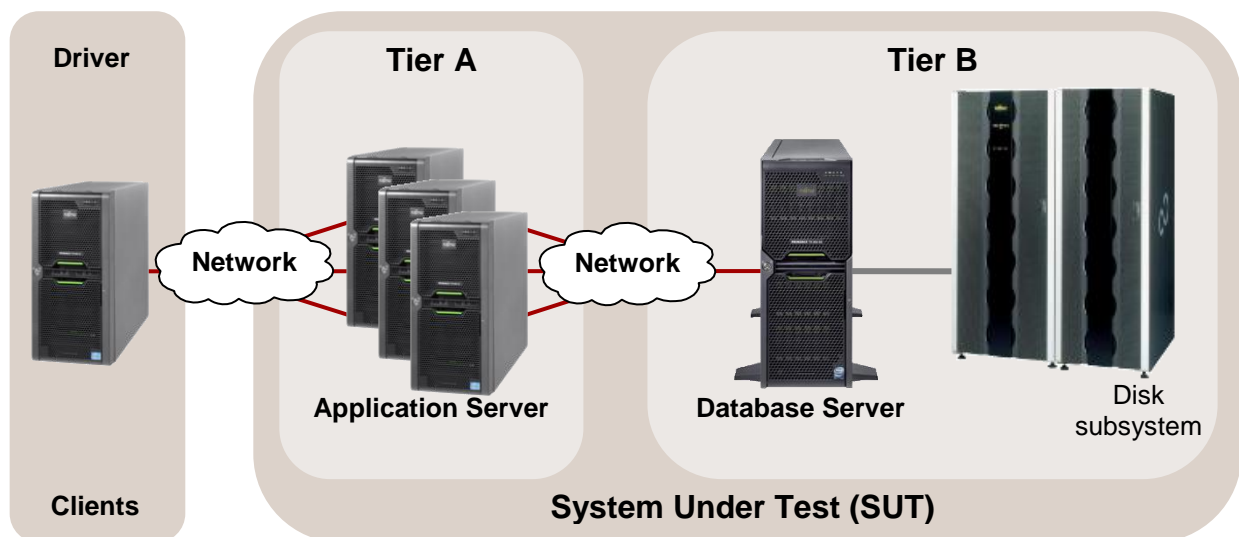 Driver
Tier A
Tier B
Network
Network
Application Server
Database Server
Disk
subsystem
Clients
System Under Test (SUT)